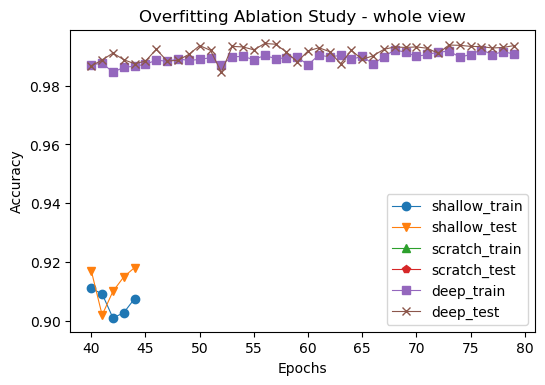 Overfitting Ablation Study - whole view
Accuracy
0.98
0.96
0.94
0.92
0.90
shallow_train
shallow_test
scratch_train
scratch_test
deep_train
deep_test
40 45 50 55 60 65 70 75 80
Epochs